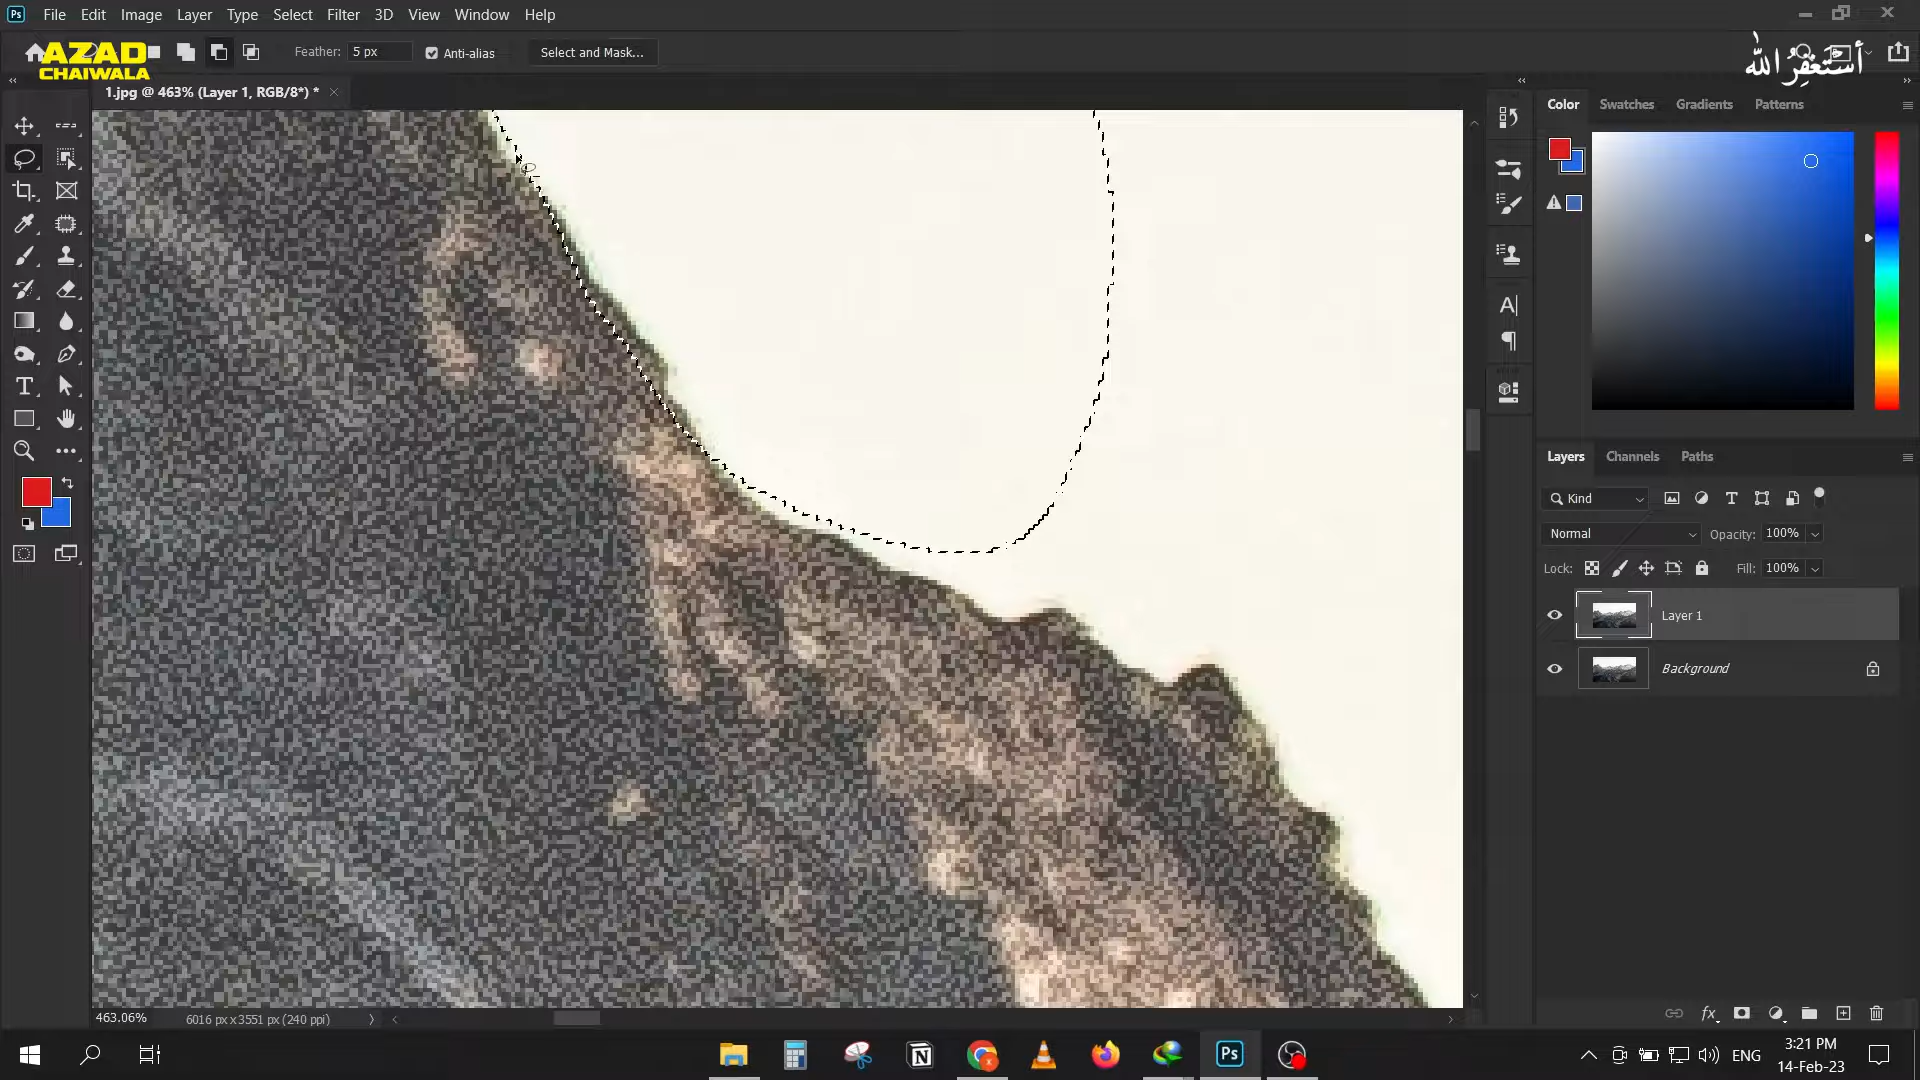 File Edit Image Layer Type Select Filter 3D View Window Help
AZAD
CHAIWALA
Feather: 5 px Anti-alias Select and Mask...
أستغفر الله
1.jpg @ 463% (Layer 1, RGB/8*) *
Color Swatches Gradients Patterns
Layers Channels Paths
Kind
Normal Opacity: 100%
Lock: Fill: 100%
Layer 1
Background
463.06% 6016 px x 3551 px (240 ppi)
ENG
3:21 PM
14-Feb-23